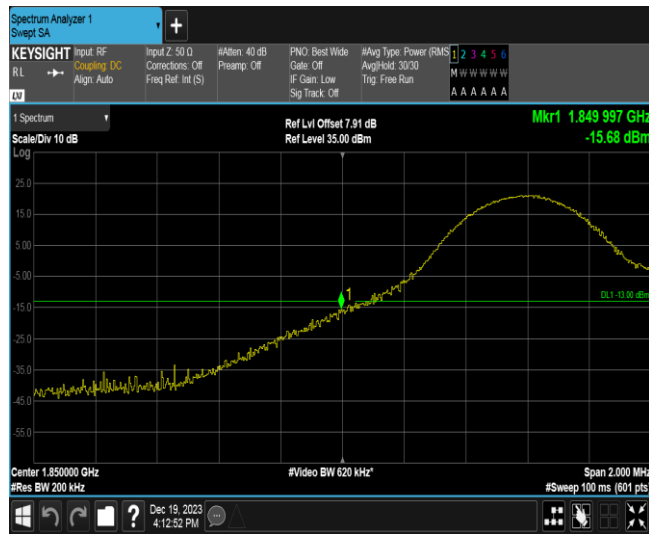 Spectrum Analyzer 1
Swept SA
+
KEYSIGHT
RL
LXI
Input: RF
Coupling: DC
Align: Auto
Input Z: 50 Ω
Corrections: Off
Freq Ref: Int (S)
#Atten: 40 dB
Preamp: Off
PNO: Best Wide
Gate: Off
IF Gain: Low
Sig Track: Off
#Avg Type: Power (RMS
Avg|Hold: 30/30
Trig: Free Run
1 2 3 4 5 6
M W W W W W
A A A A A A
1 Spectrum
Scale/Div 10 dB
Ref Lvl Offset 7.91 dB
Ref Level 35.00 dBm
Mkr1 1.849 997 GHz
-15.68 dBm
Log
25.0
15.0
5.00
-5.00
-15.0
-25.0
-35.0
-45.0
-55.0
1
DL1 -13.00 dBm
Center 1.850000 GHz
#Res BW 200 kHz
#Video BW 620 kHz*
Span 2.000 MHz
#Sweep 100 ms (601 pts
?
Dec 19, 2023
4:12:52 PM